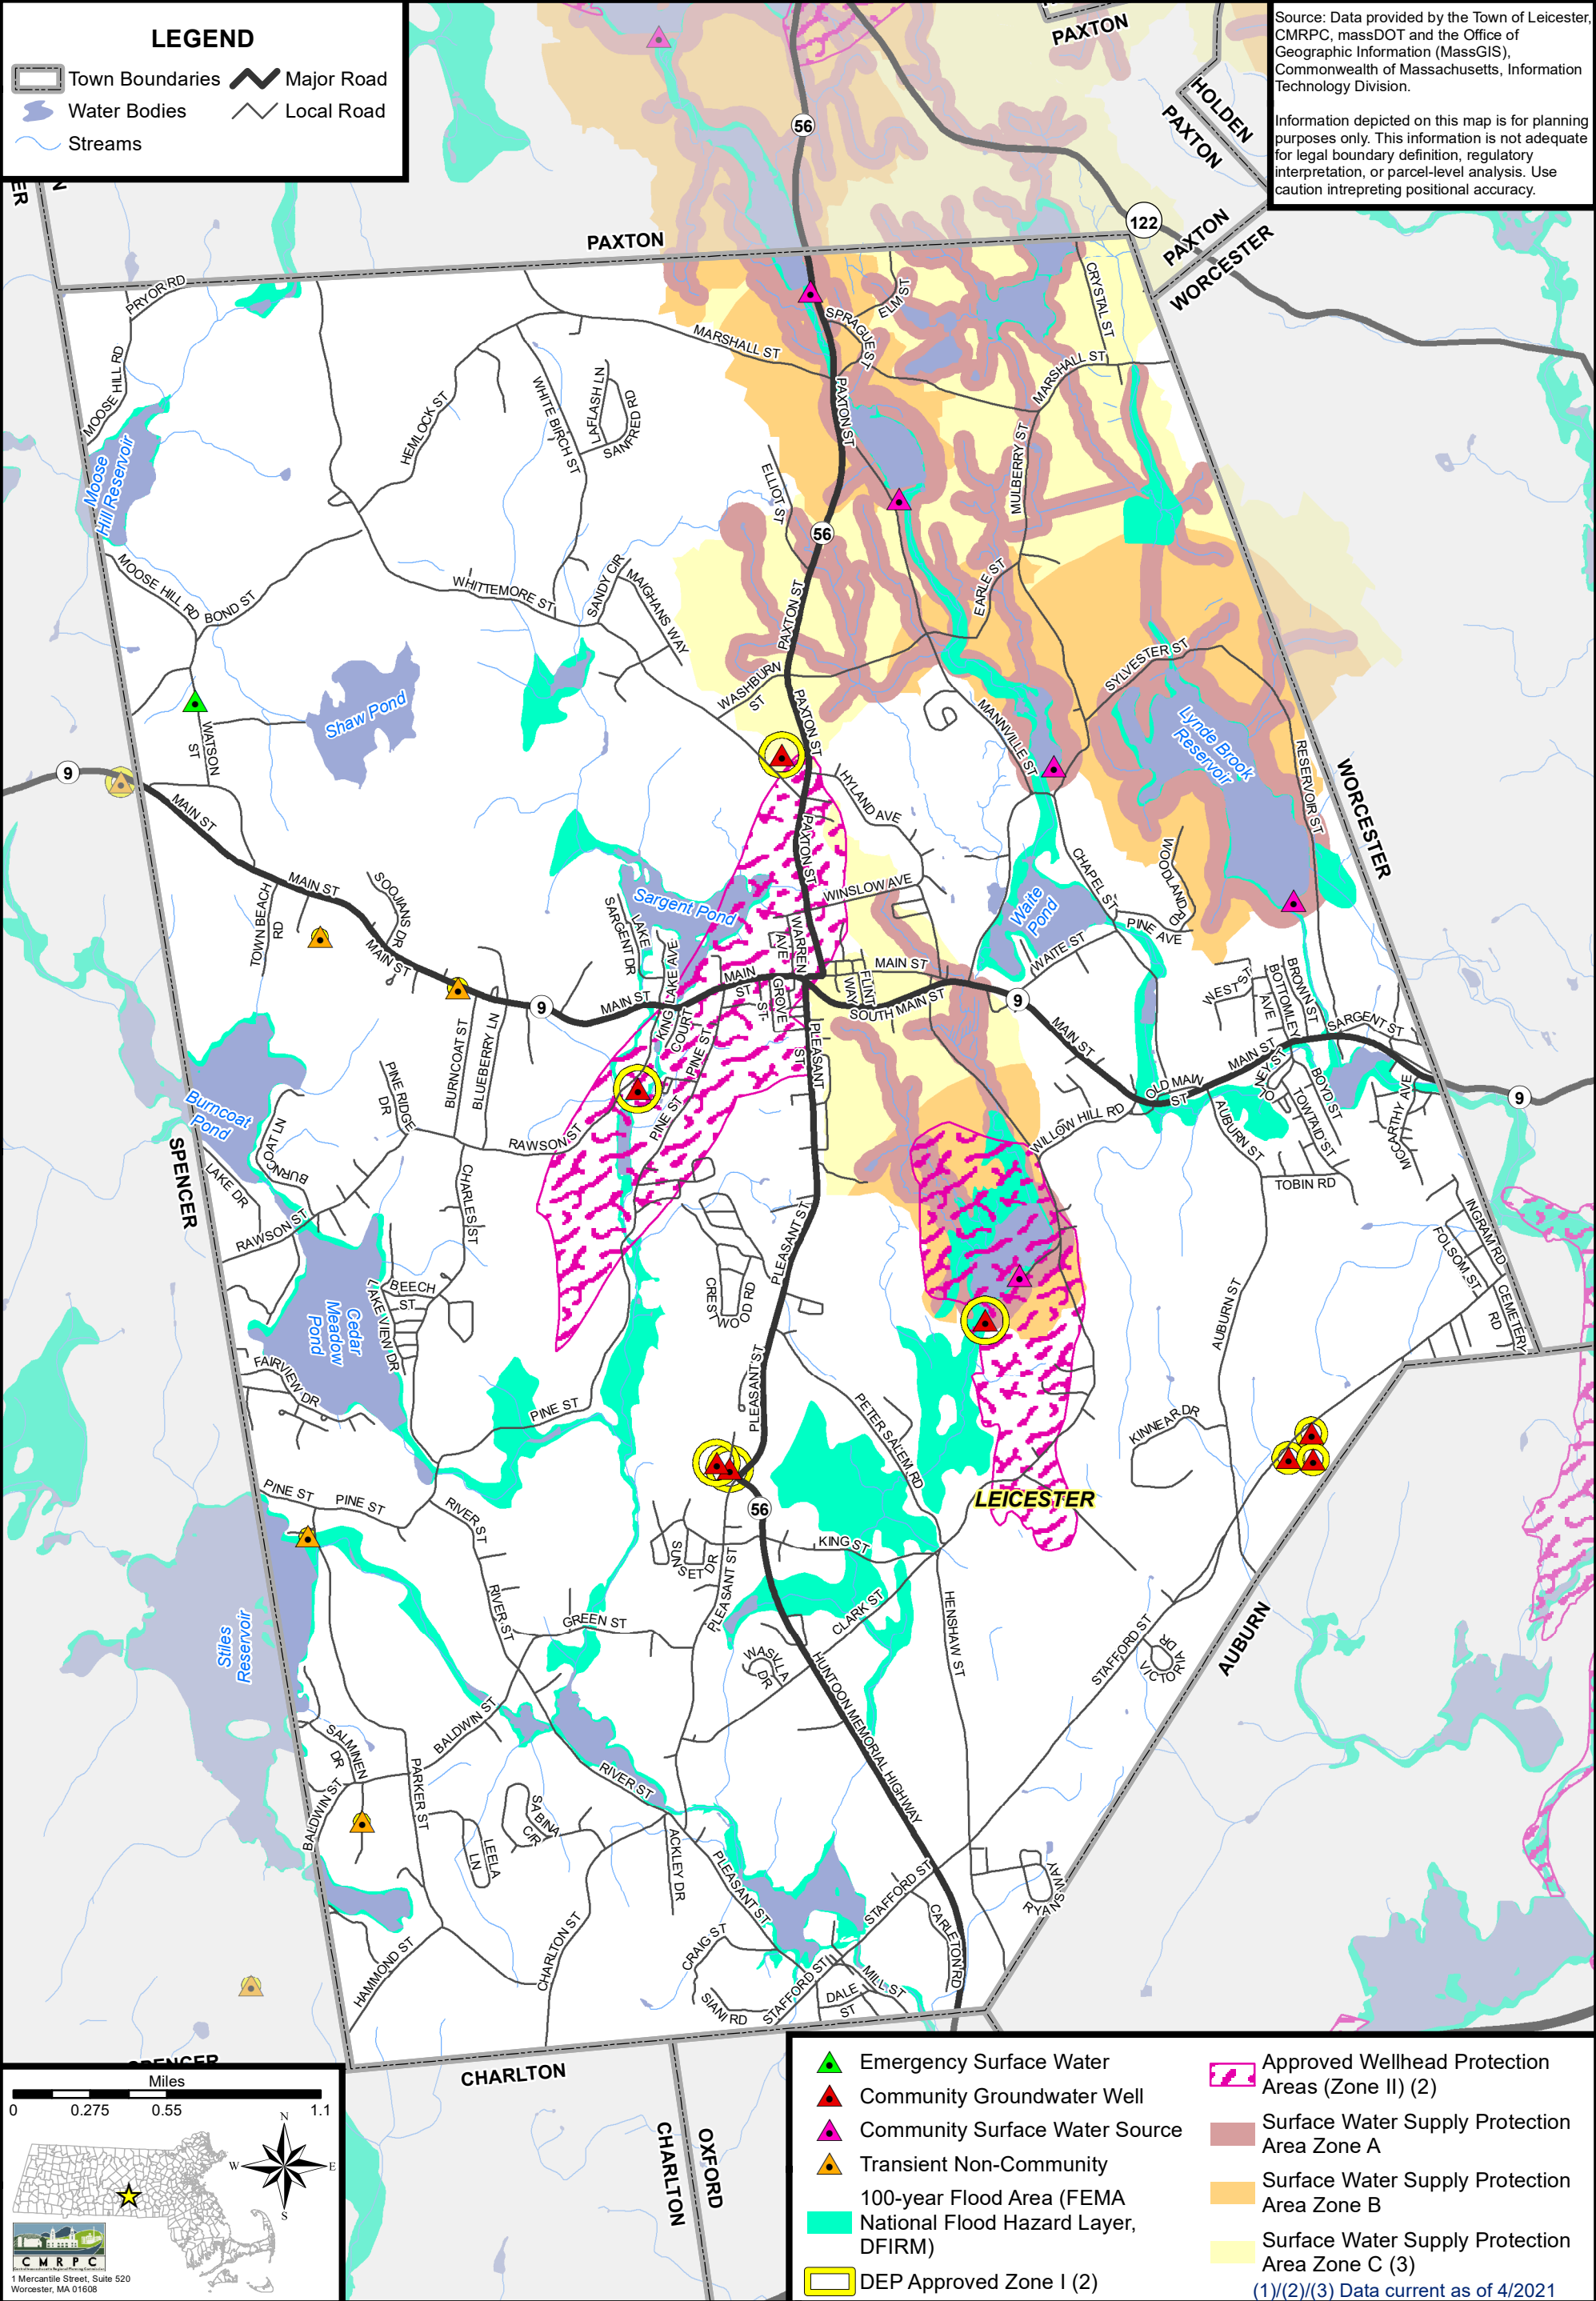 LEGEND
Town Boundaries
Major Road
Water Bodies
Local Road
Streams
Source: Data provided by the Town of Leicester,
CMRPC, massDOT and the Office of
Geographic Information (MassGIS),
Commonwealth of Massachusetts, Information
Technology Division.
Information depicted on this map is for planning
purposes only. This information is not adequate
for legal boundary definition, regulatory
interpretation, or parcel-level analysis. Use
caution intrepreting positional accuracy.
PAXTON
HOLDEN
PAXTON
56
122
PAXTON
WORCESTER
PAXTON
PRYOR RD
MOOSE HILL RD
Moose
Hill Reservoir
HEMLOCK ST
WHITE BIRCH ST
LAFLASH LN
SANFRED RD
MARSHALL ST
SPRAGUE ST
ELM ST
CRYSTAL ST
MARSHALL ST
PAXTON ST
MULBERRY ST
ELLIOT ST
56
MOOSE HILL RD
BOND ST
WHITTEMORE ST
SANDY CIR
MAIGHANS WAY
PAXTON ST
EARLE ST
WASHBURN
ST
SYLVESTER ST
Shaw Pond
WATSON
ST
PAXTON ST
MANNVILLE ST
Lynde Brook
Reservoir
RESERVOIR ST
WORCESTER
9
MAIN ST
HYLAND AVE
PAXTON ST
CHAPEL ST
WOODLAND RD
PINE AVE
MAIN ST
SOOJIANS DR
TOWN BEACH
RD
MAIN ST
SARGENT DR
LAKE
LAKE AVE
Sargent Pond
WINSLOW AVE
WARREN
AVE
Waite
Pond
WAITE ST
MAIN ST
FLINT
WAY
SOUTH MAIN ST
9
MAIN ST
MAIN
ST
GROVE
ST
KING
COURT
PINE ST
9
MAIN ST
WEST ST
BOTTOMLEY
AVE
BROWN ST
SARGENT ST
MAIN ST
OLNEY ST
TOWTAID ST
BOYD ST
MCCARTHY AVE
9
OLD MAIN
ST
AUBURN ST
TOBIN RD
WILLOW HILL RD
PLEASANT
ST
Burncoat
Pond
BURNCOAT LN
PINE RIDGE
DR
BURNCOAT ST
BLUEBERRY LN
RAWSON ST
PINE ST
SPENCER
LAKE DR
RAWSON ST
CHARLES ST
BEECH
ST
LAKE VIEW DR
Cedar
Meadow
Pond
FAIRVIEW DR
CRESTWOOD RD
PLEASANT ST
PLEASANT ST
PINE ST
INGRAM RD
FOLSOM ST
CEMETERY
RD
AUBURN ST
KINNEAR DR
PETER SALEM RD
LEICESTER
PINE ST
PINE ST
RIVER ST
56
KING ST
SUNSET DR
PLEASANT ST
CLARK ST
HENSHAW ST
Stiles
Reservoir
RIVER ST
GREEN ST
WASILLA
DR
STAFFORD ST
VICTORIA DR
AUBURN
HUNTOON MEMORIAL HIGHWAY
SALMINEN
DR
BALDWIN ST
BALDWIN ST
PARKER ST
RIVER ST
SABINA
CIR
LEELA
LN
ACKLEY DR
PLEASANT ST
STAFFORD ST
CARLETON RD
RYANS WAY
HAMMOND ST
CHARLTON ST
CRAIG ST
SIANI RD
STAFFORD ST
DALE
ST
MILL ST
SPENCER
CHARLTON
CHARLTON
OXFORD
Miles
0 0.275 0.55 1.1
N
W E
S
CMRPC
1 Mercantile Street, Suite 520
Worcester, MA 01608
Emergency Surface Water
Community Groundwater Well
Community Surface Water Source
Transient Non-Community
100-year Flood Area (FEMA
National Flood Hazard Layer,
DFIRM)
DEP Approved Zone I (2)
Approved Wellhead Protection
Areas (Zone II) (2)
Surface Water Supply Protection
Area Zone A
Surface Water Supply Protection
Area Zone B
Surface Water Supply Protection
Area Zone C (3)
(1)/(2)/(3) Data current as of 4/2021